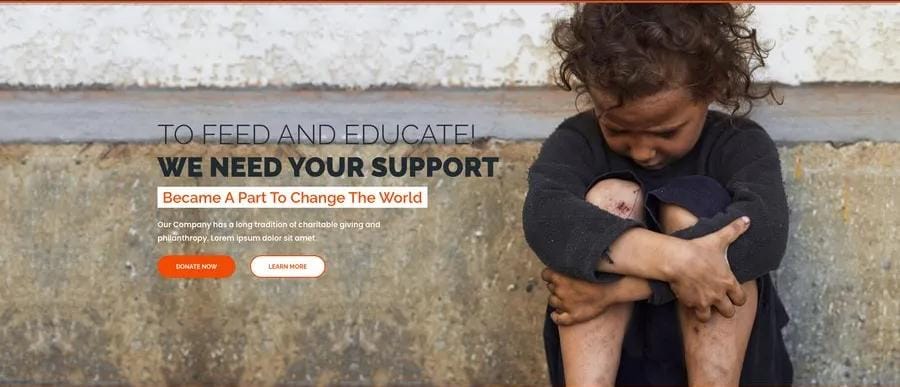 TO FEED AND EDUCATE!
WE NEED YOUR SUPPORT
Became A Part To Change The World
Our Company has a long tradition of charitable giving and
philanthropy. Lorem ipsum dolor sit amet.
DONATE NOW
LEARN MORE